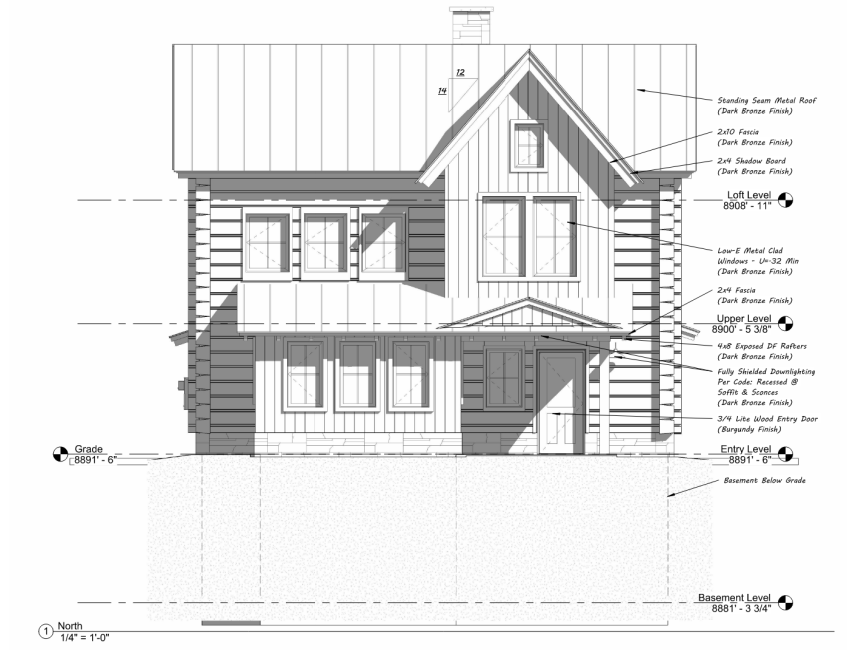 12
14
Standing Seam Metal Roof
(Dark Bronze Finish)
2x10 Fascia
(Dark Bronze Finish)
2x4 Shadow Board
(Dark Bronze Finish)
Loft Level
8908' - 11"
Low-E Metal Clad
Windows - U=.32 Min
(Dark Bronze Finish)
2x4 Fascia
(Dark Bronze Finish)
Upper Level
8900' - 5 3/8"
4x8 Exposed DF Rafters
(Dark Bronze Finish)
Fully Shielded Downlighting
Per Code: Recessed @
Soffit & Sconces
(Dark Bronze Finish)
3/4 Lite Wood Entry Door
(Burgundy Finish)
Grade
8891' - 6"
Entry Level
8891' - 6"
Basement Below Grade
Basement Level
8881' - 3 3/4"
1
North
1/4" = 1'-0"